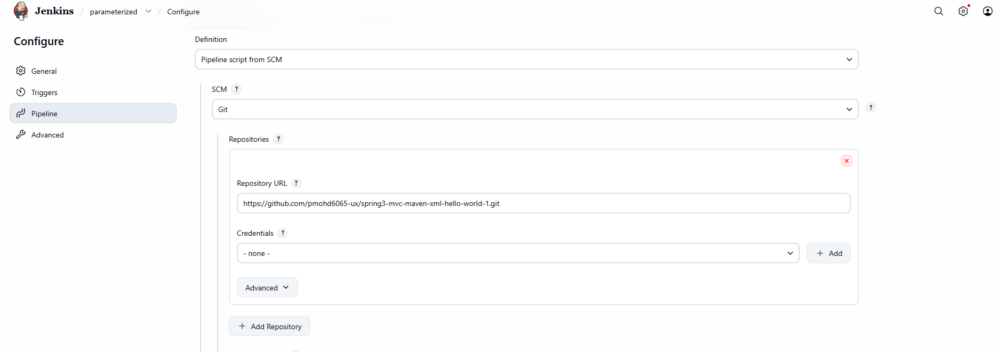 Jenkins / parameterized / Configure
Configure
General
Triggers
Pipeline
Advanced
Definition
Pipeline script from SCM
SCM ?
Git
?
Repositories ?
Repository URL ?
https://github.com/pmohd6065-ux/spring3-mvc-maven-xml-hello-world-1.git
Credentials ?
- none -
+ Add
Advanced
+ Add Repository